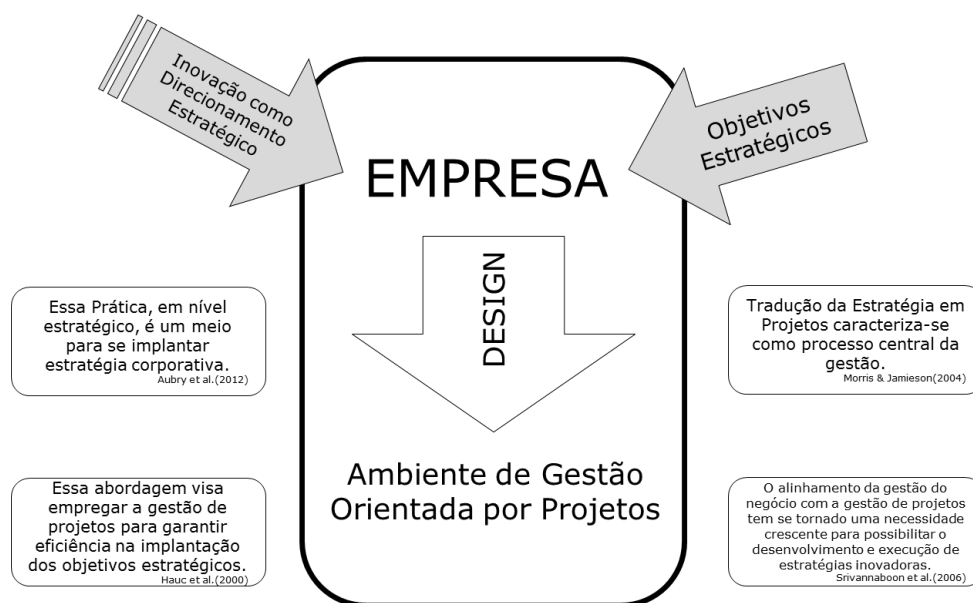 Inovação como
Direcionamento
Estratégico
Objetivos
Estratégicos
EMPRESA
DESIGN
Essa Prática, em nível
estratégico, é um meio
para se implantar
estratégia corporativa.
Aubry et al.(2012)
Tradução da Estratégia em
Projetos caracteriza-se
como processo central da
gestão.
Morris & Jamieson(2004)
Ambiente de Gestão
Orientada por Projetos
Essa abordagem visa
empregar a gestão de
projetos para garantir
eficiência na implantação
dos objetivos estratégicos.
Hauc et al.(2000)
O alinhamento da gestão do
negócio com a gestão de projetos
tem se tornado uma necessidade
crescente para possibilitar o
desenvolvimento e execução de
estratégias inovadoras.
Srivannaboon et al.(2006)